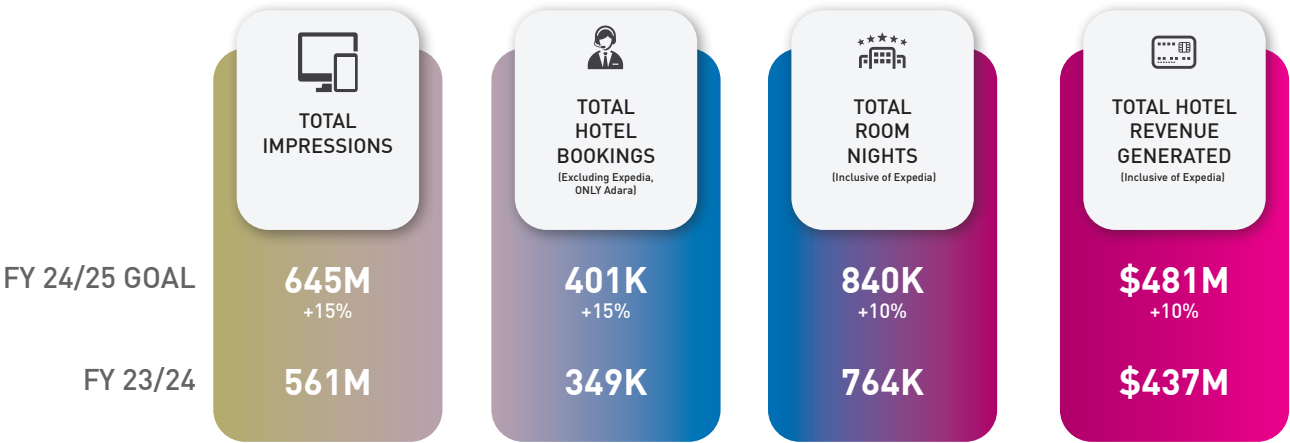 TOTAL
IMPRESSIONS
TOTAL
HOTEL
BOOKINGS
(Excluding Expedia,
ONLY Adara)
TOTAL
ROOM
NIGHTS
(Inclusive of Expedia)
TOTAL HOTEL
REVENUE
GENERATED
(Inclusive of Expedia)
FY 24/25 GOAL 645M 401K 840K $481M
+15% +15% +10% +10%
FY 23/24 561M 349K 764K $437M